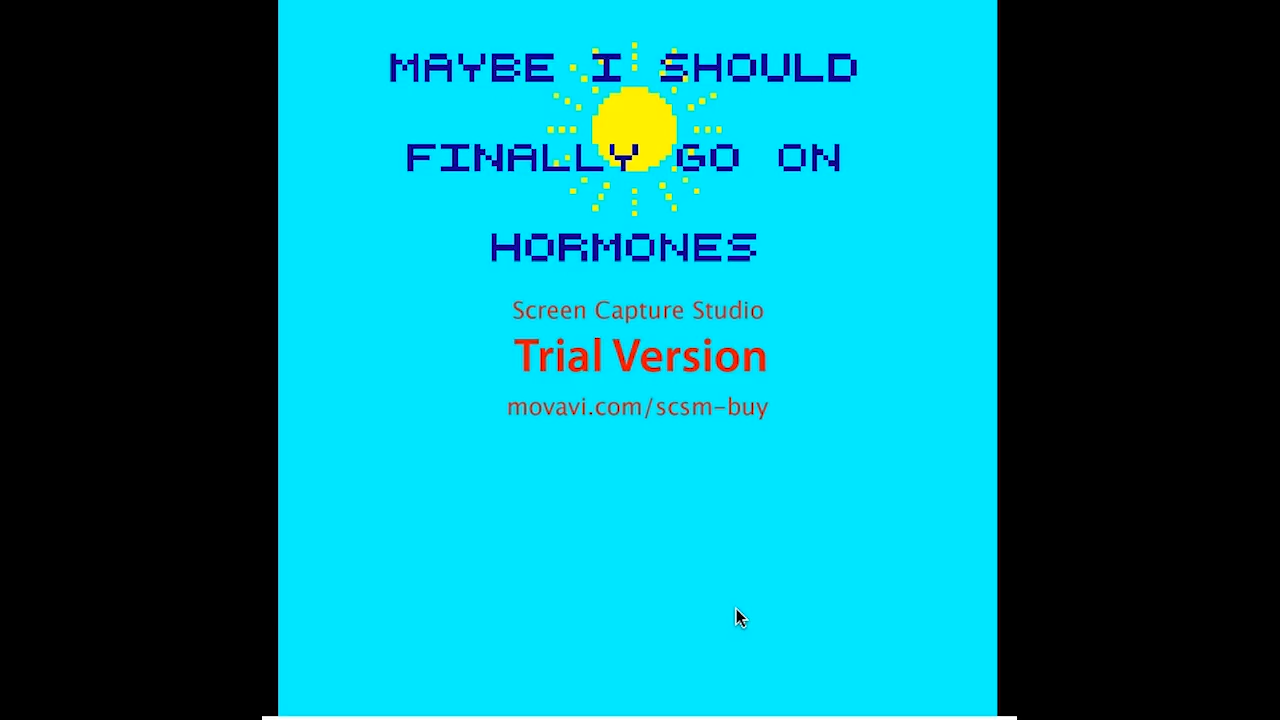 MAYBE I SHOULD
FINALLY GO ON
HORMONES
Screen Capture Studio
Trial Version
movavi.com/scsm-buy